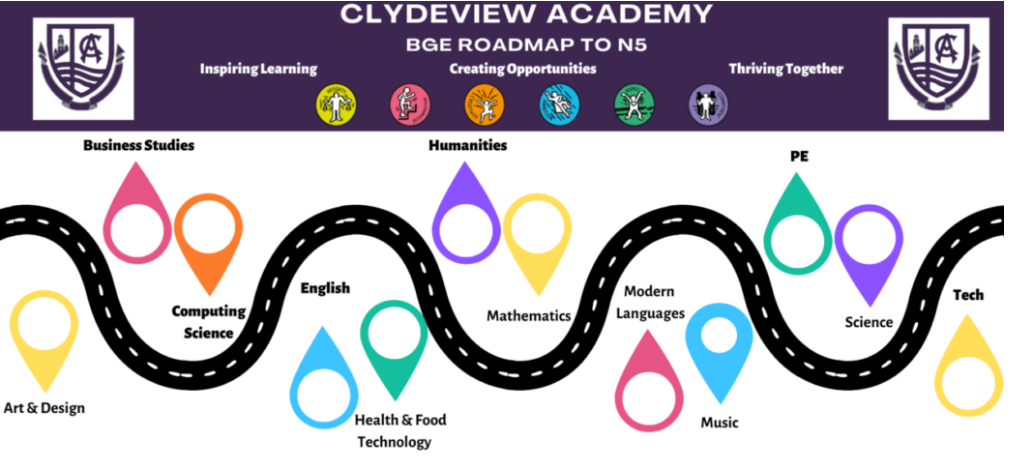 CLYDEVIEW ACADEMY
BGE ROADMAP TO N5
Inspiring Learning
Creating Opportunities
Thriving Together
Business Studies
Humanities
PE
English
Computing
Science
Mathematics
Modern
Languages
Science
Tech
Art & Design
Health & Food
Technology
Music